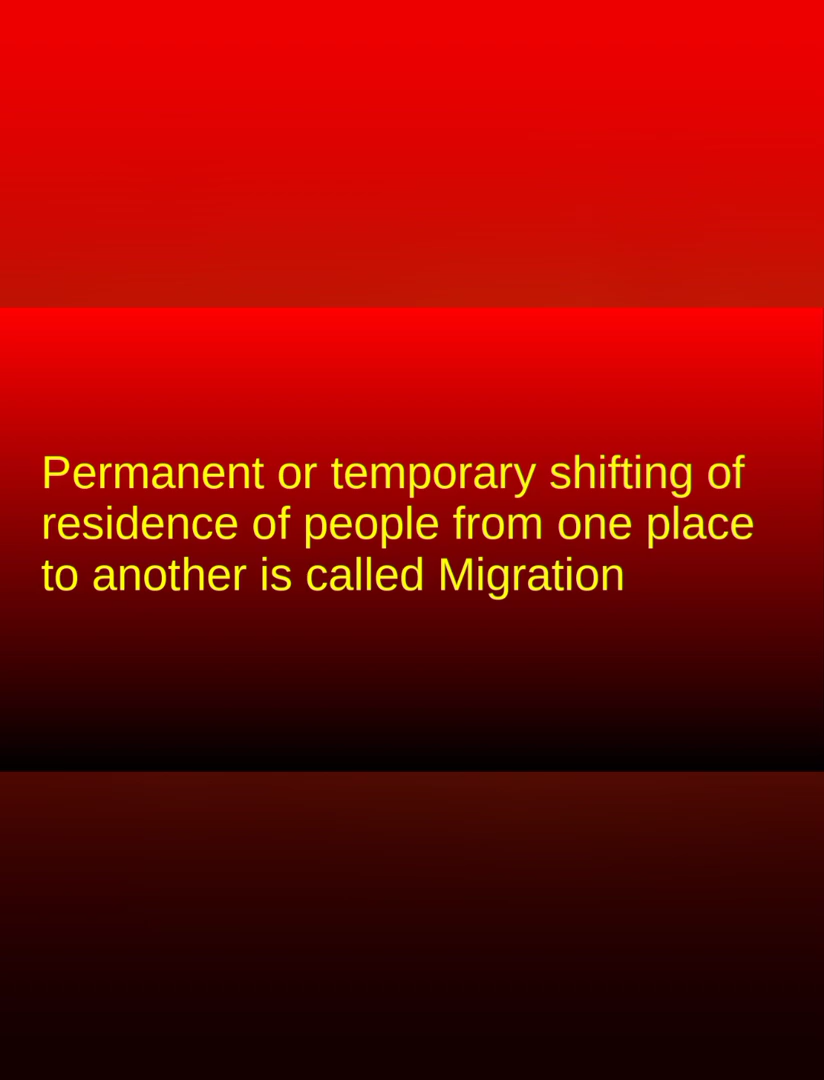 Permanent or temporary shifting of
residence of people from one place
to another is called Migration